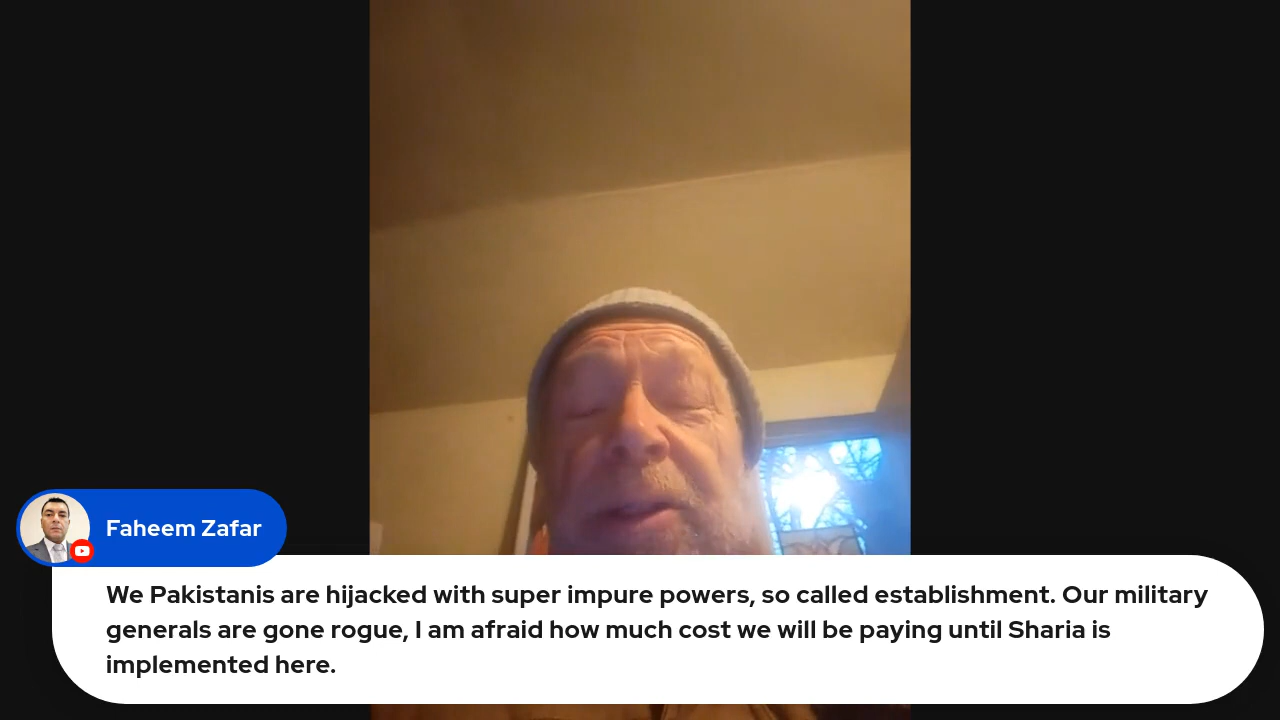 Faheem Zafar
We Pakistanis are hijacked with super impure powers, so called establishment. Our military
generals are gone rogue, I am afraid how much cost we will be paying until Sharia is
implemented here.